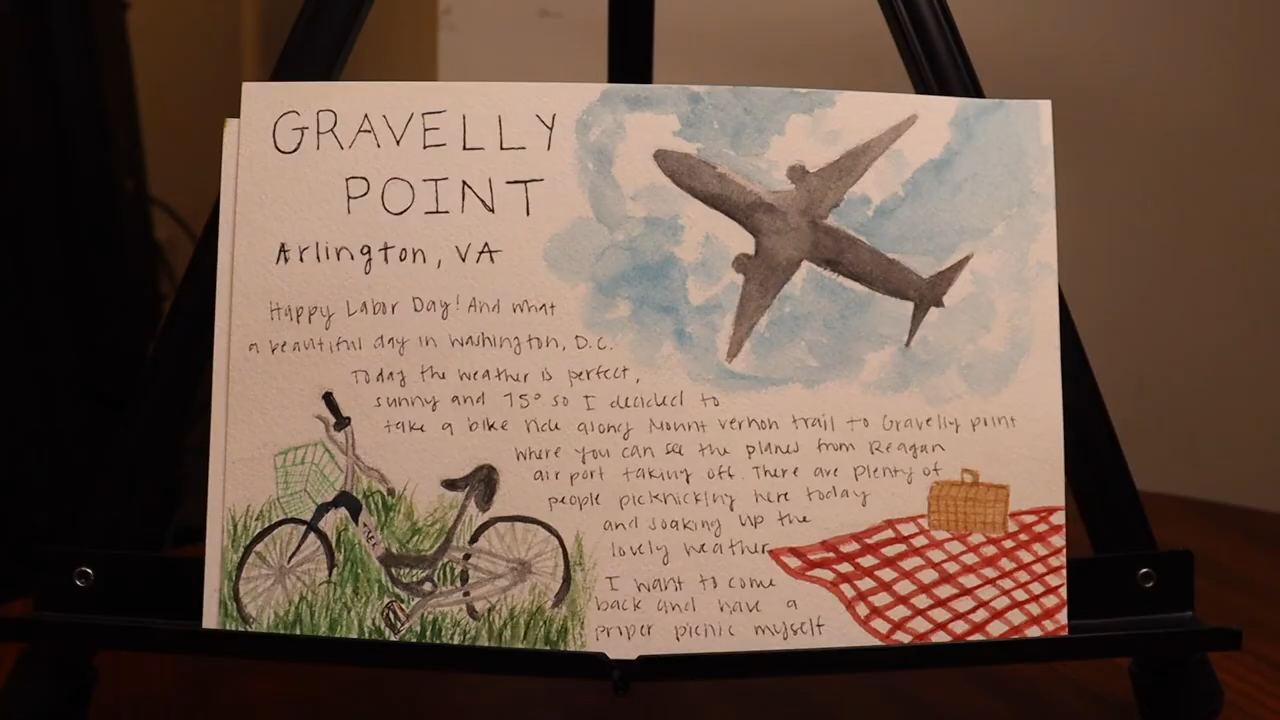 GRAVELLY
POINT
Arlington, VA
Happy Labor Day! And what
a beautiful day in Washington, D.C.
Today the weather is perfect,
sunny and 75° so I decided to
take a bike ride along Mount Vernon trail to Gravelly point
where you can see the planes from Reagan
airport taking off. There are plenty of
people picknicking here today
and soaking up the
lovely weather.
I want to come
back and have a
proper picnic myself